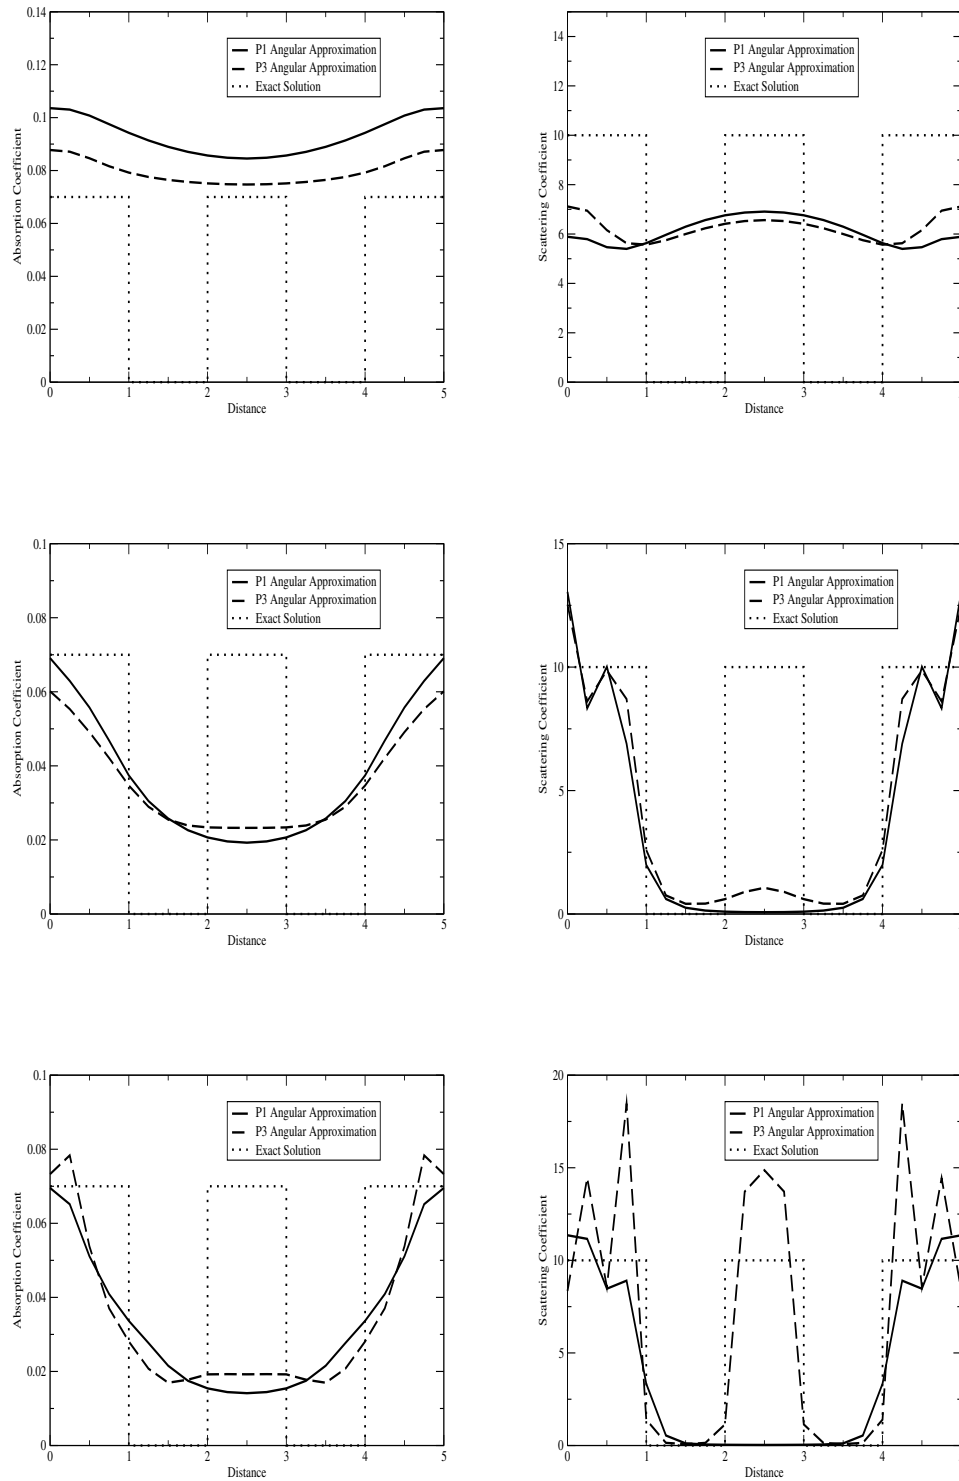 0.14
0.12
0.1
0.08
0.06
0.04
0.02
0
Absorption Coefficient
P1 Angular Approximation
P3 Angular Approximation
Exact Solution
0 1 2 3 4 5
Distance
14
12
10
8
6
4
2
0
Scattering Coefficient
P1 Angular Approximation
P3 Angular Approximation
Exact Solution
0 1 2 3 4
Distance
0.1
0.08
0.06
0.04
0.02
0
Absorption Coefficient
P1 Angular Approximation
P3 Angular Approximation
Exact Solution
0 1 2 3 4 5
Distance
15
10
5
0
Scattering Coefficient
P1 Angular Approximation
P3 Angular Approximation
Exact Solution
0 1 2 3 4
Distance
0.1
0.08
0.06
0.04
0.02
0
Absorption Coefficient
P1 Angular Approximation
P3 Angular Approximation
Exact Solution
0 1 2 3 4 5
Distance
20
15
10
5
0
Scattering Coefficient
P1 Angular Approximation
P3 Angular Approximation
Exact Solution
0 1 2 3 4
Distance